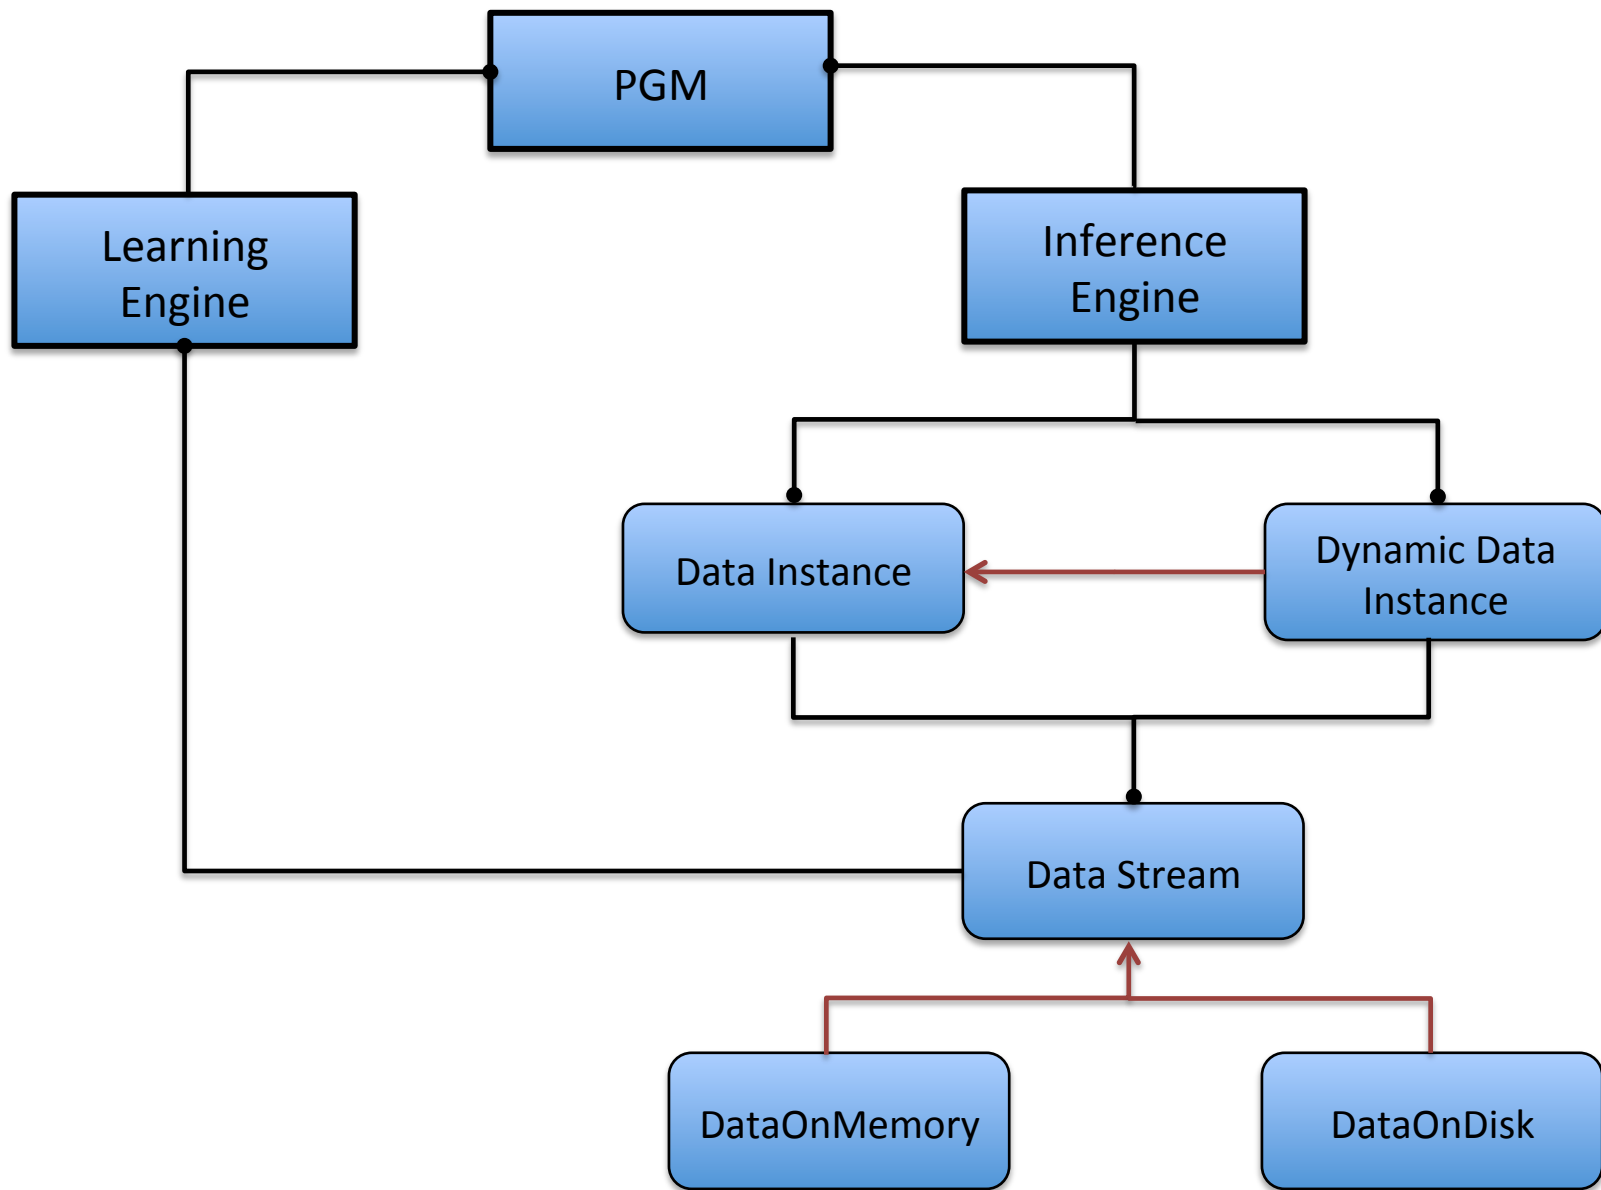 PGM
Learning
Engine
Inference
Engine
Data Instance
Dynamic Data
Instance
Data Stream
DataOnMemory
DataOnDisk